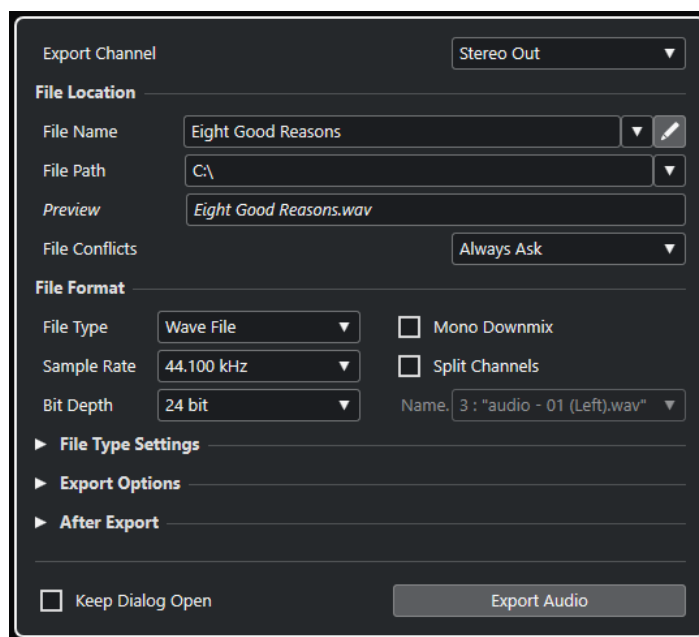 Export Channel Stereo Out
File Location
File Name Eight Good Reasons
File Path C:\
Preview Eight Good Reasons.wav
File Conflicts Always Ask
File Format
File Type Wave File Mono Downmix
Sample Rate 44.100 kHz Split Channels
Bit Depth 24 bit Name. 3 : "audio - 01 (Left).wav"
File Type Settings
Export Options
After Export
Keep Dialog Open Export Audio